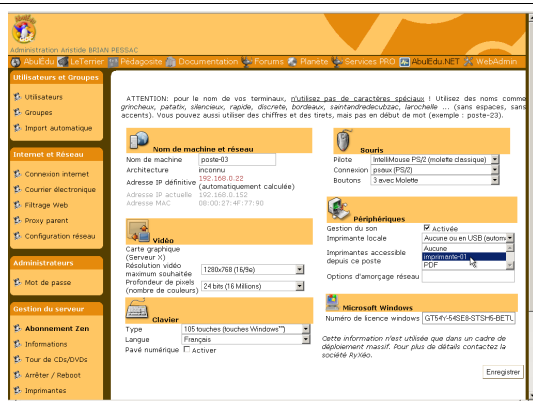 AbulÉdu
Administration Aristide BRIAN
PESSAC
AbulÉdu LeTerrier Pédagosite Documentation Forums Planète Services PRO AbulEdu.NET WebAdmin
Utilisateurs et Groupes
Utilisateurs
Groupes
Import automatique
Internet et Réseau
Connexion internet
Courrier électronique
Filtrage Web
Proxy parent
Configuration réseau
Administrateurs
Mot de passe
Gestion du serveur
Abonnement Zen
Informations
Tour de CDs/DVDs
Arrêter / Reboot
Imprimantes
ATTENTION: pour le nom de vos terminaux, n'utilisez pas de caractères spéciaux ! Utilisez des noms comme
grincheux, patatix, silencieux, rapide, discrete, bordeaux, saintandredecubzac, larochelle ... (sans espaces, sans
accents). Vous pouvez aussi utiliser des chiffres et des tirets, mais pas en début de mot (exemple : poste-23).
Nom de machine et réseau
Nom de machine poste-03
Architecture inconnu
Adresse IP définitive 192.168.0.22
(automatiquement calculée)
Adresse IP actuelle 192.168.0.152
Adresse MAC 08:00:27:4F:77:90
Vidéo
Carte graphique
(Serveur X)
Résolution vidéo
maximum souhaitée 1280x768 (16/9e)
Profondeur de pixels
(nombre de couleurs) 24 bits (16 Millions)
Clavier
Type 105 touches (touches Windows™)
Langue Français
Pavé numérique Activer
Souris
Pilote IntelliMouse PS/2 (molette classique)
Connexion psaux (PS/2)
Boutons 3 avec Molette
Périphériques
Gestion du son Activée
Imprimante locale Aucune ou en USB (autom
Imprimantes accessible
depuis ce poste
Aucune
imprimante-01
PDF
Options d'amorçage réseau
Microsoft Windows
Numéro de licence windows GT54Y-54SE8-STSH5-BETU
Cette information n'est utilisée que dans un cadre de
déploiement massif. Pour plus de détails contactez la
société RyXéo.
Enregistrer